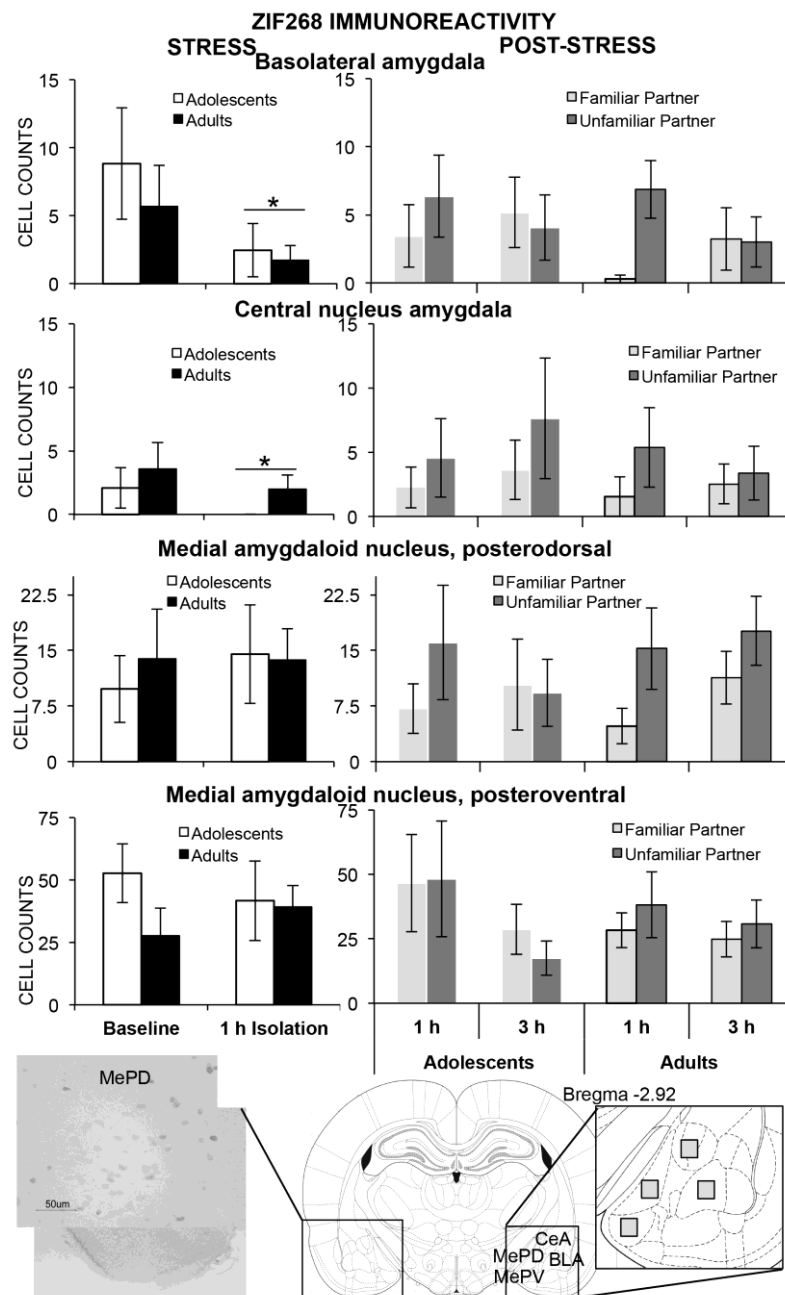 ZIF268 IMMUNOREACTIVITY
STRESS POST-STRESS
Basolateral amygdala
15
10
5
0
CELL COUNTS
Adolescents
Adults
*
15
10
5
0
Familiar Partner
Unfamiliar Partner
Central nucleus amygdala
15
10
5
0
CELL COUNTS
Adolescents
Adults
*
15
10
5
0
Familiar Partner
Unfamiliar Partner
Medial amygdaloid nucleus, posterodorsal
22.5
15
7.5
0
CELL COUNTS
Adolescents
Adults
22.5
15
7.5
0
Familiar Partner
Unfamiliar Partner
Medial amygdaloid nucleus, posteroventral
75
50
25
0
CELL COUNTS
Adolescents
Adults
75
50
25
0
Familiar Partner
Unfamiliar Partner
Baseline 1 h Isolation 1 h 3 h 1 h 3 h
Adolescents Adults
MePD
50um
Bregma -2.92
CeA
MePD BLA
MePV